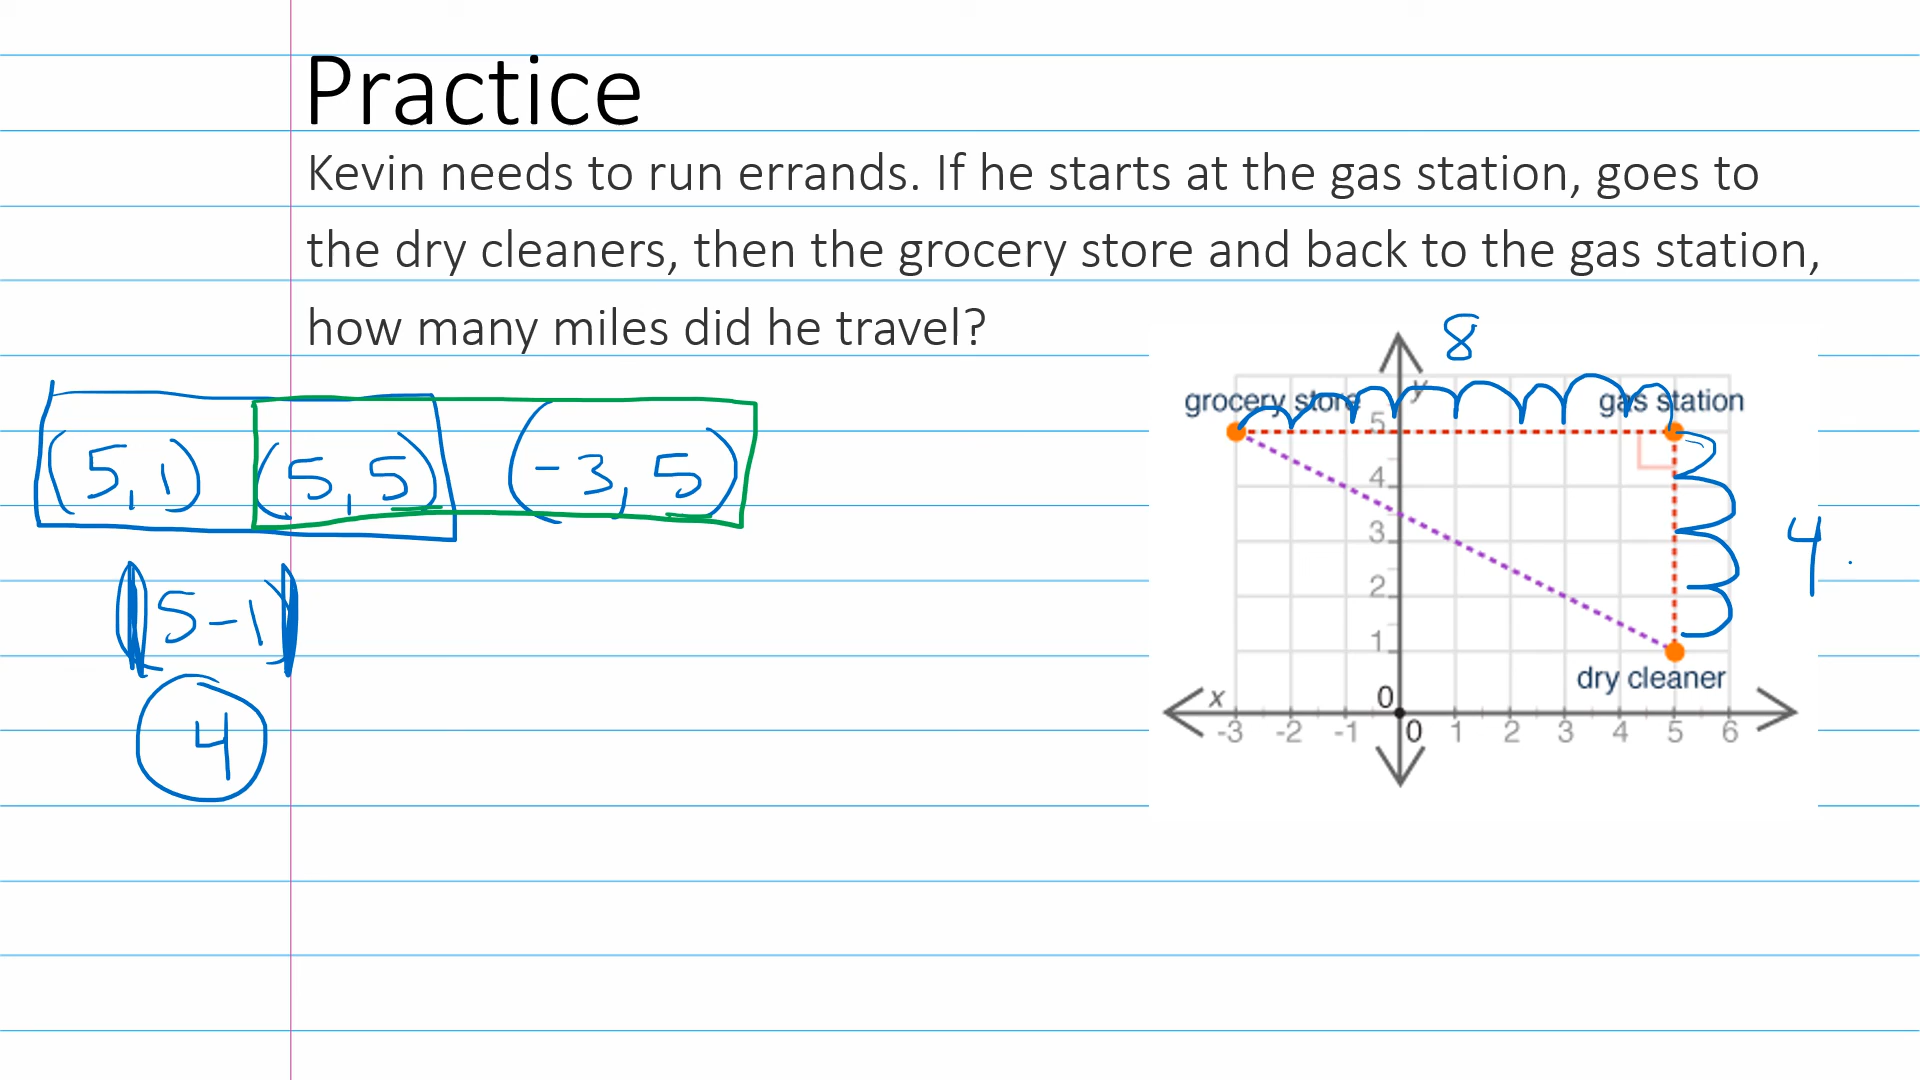 Practice
Kevin needs to run errands. If he starts at the gas station, goes to
the dry cleaners, then the grocery store and back to the gas station,
how many miles did he travel?
8
y
grocery store
gas station
5
4
3
2
1
4
dry cleaner
x
0
-3 -2 -1 0 1 2 3 4 5 6
(5,1) (5,5) (-3,5)
|5-1|
4